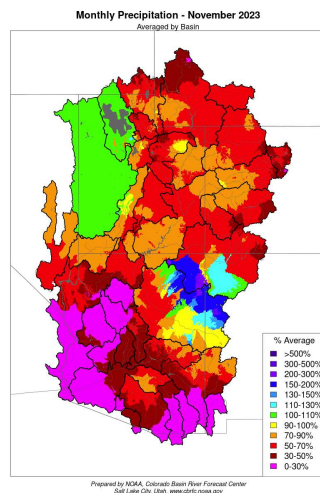 Monthly Precipitation - November 2023
Averaged by Basin
% Average
>500%
300-500%
200-300%
150-200%
130-150%
110-130%
100-110%
90-100%
70-90%
50-70%
30-50%
0-30%
Prepared by NOAA, Colorado Basin River Forecast Center
Salt Lake City, Utah, www.cbrfc.noaa.gov